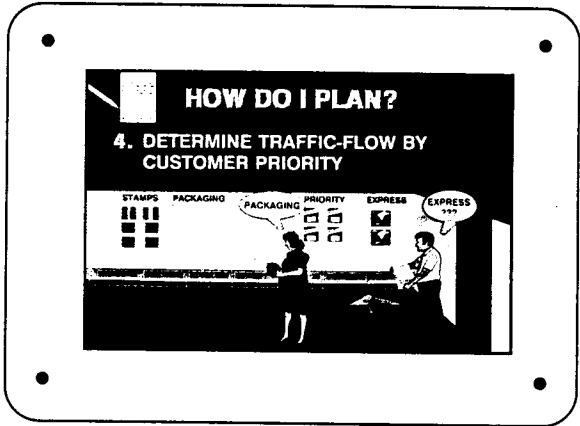 HOW DO I PLAN?
4. DETERMINE TRAFFIC-FLOW BY
CUSTOMER PRIORITY
STAMPS PACKAGING PRIORITY EXPRESS
PACKAGING
EXPRESS
???